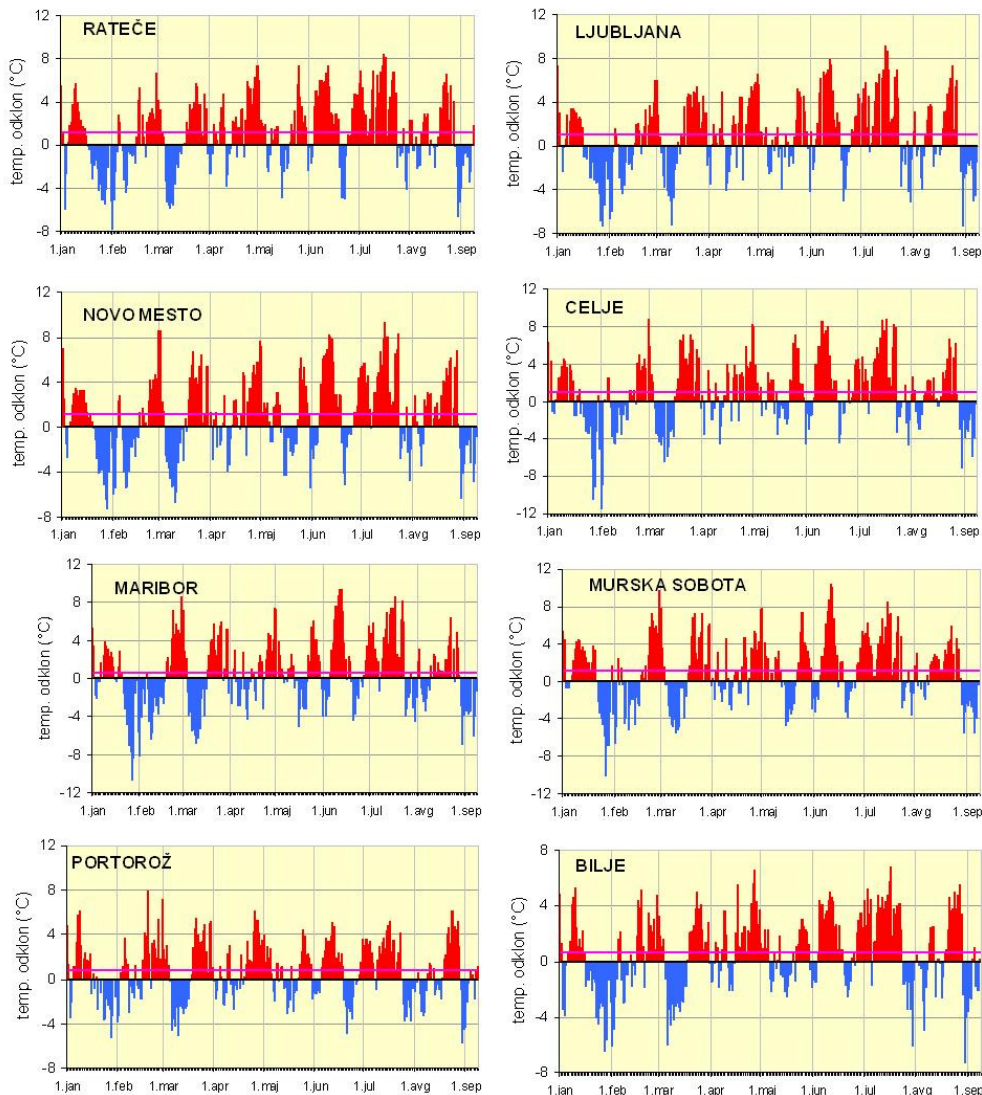 RATEČE
temp. odklon (°C)
12
8
4
0
-4
-8
1.jan 1.feb 1.mar 1.apr 1.maj 1.jun 1.jul 1.avg 1.sep
LJUBLJANA
temp. odklon (°C)
12
8
4
0
-4
-8
1.jan 1.feb 1.mar 1.apr 1.maj 1.jun 1.jul 1.avg 1.sep
NOVO MESTO
temp. odklon (°C)
12
8
4
0
-4
-8
1.jan 1.feb 1.mar 1.apr 1.maj 1.jun 1.jul 1.avg 1.sep
CELJE
temp. odklon (°C)
12
8
4
0
-4
-8
-12
1.jan 1.feb 1.mar 1.apr 1.maj 1.jun 1.jul 1.avg 1.sep
MARIBOR
temp. odklon (°C)
12
8
4
0
-4
-8
-12
1.jan 1.feb 1.mar 1.apr 1.maj 1.jun 1.jul 1.avg 1.sep
MURSKA SOBOTA
temp. odklon (°C)
12
8
4
0
-4
-8
-12
1.jan 1.feb 1.mar 1.apr 1.maj 1.jun 1.jul 1.avg 1.sep
PORTOROŽ
temp. odklon (°C)
12
8
4
0
-4
-8
1.jan 1.feb 1.mar 1.apr 1.maj 1.jun 1.jul 1.avg 1.sep
BILJE
temp. odklon (°C)
8
4
0
-4
-8
1.jan 1.feb 1.mar 1.apr 1.maj 1.jun 1.jul 1.avg 1.sep